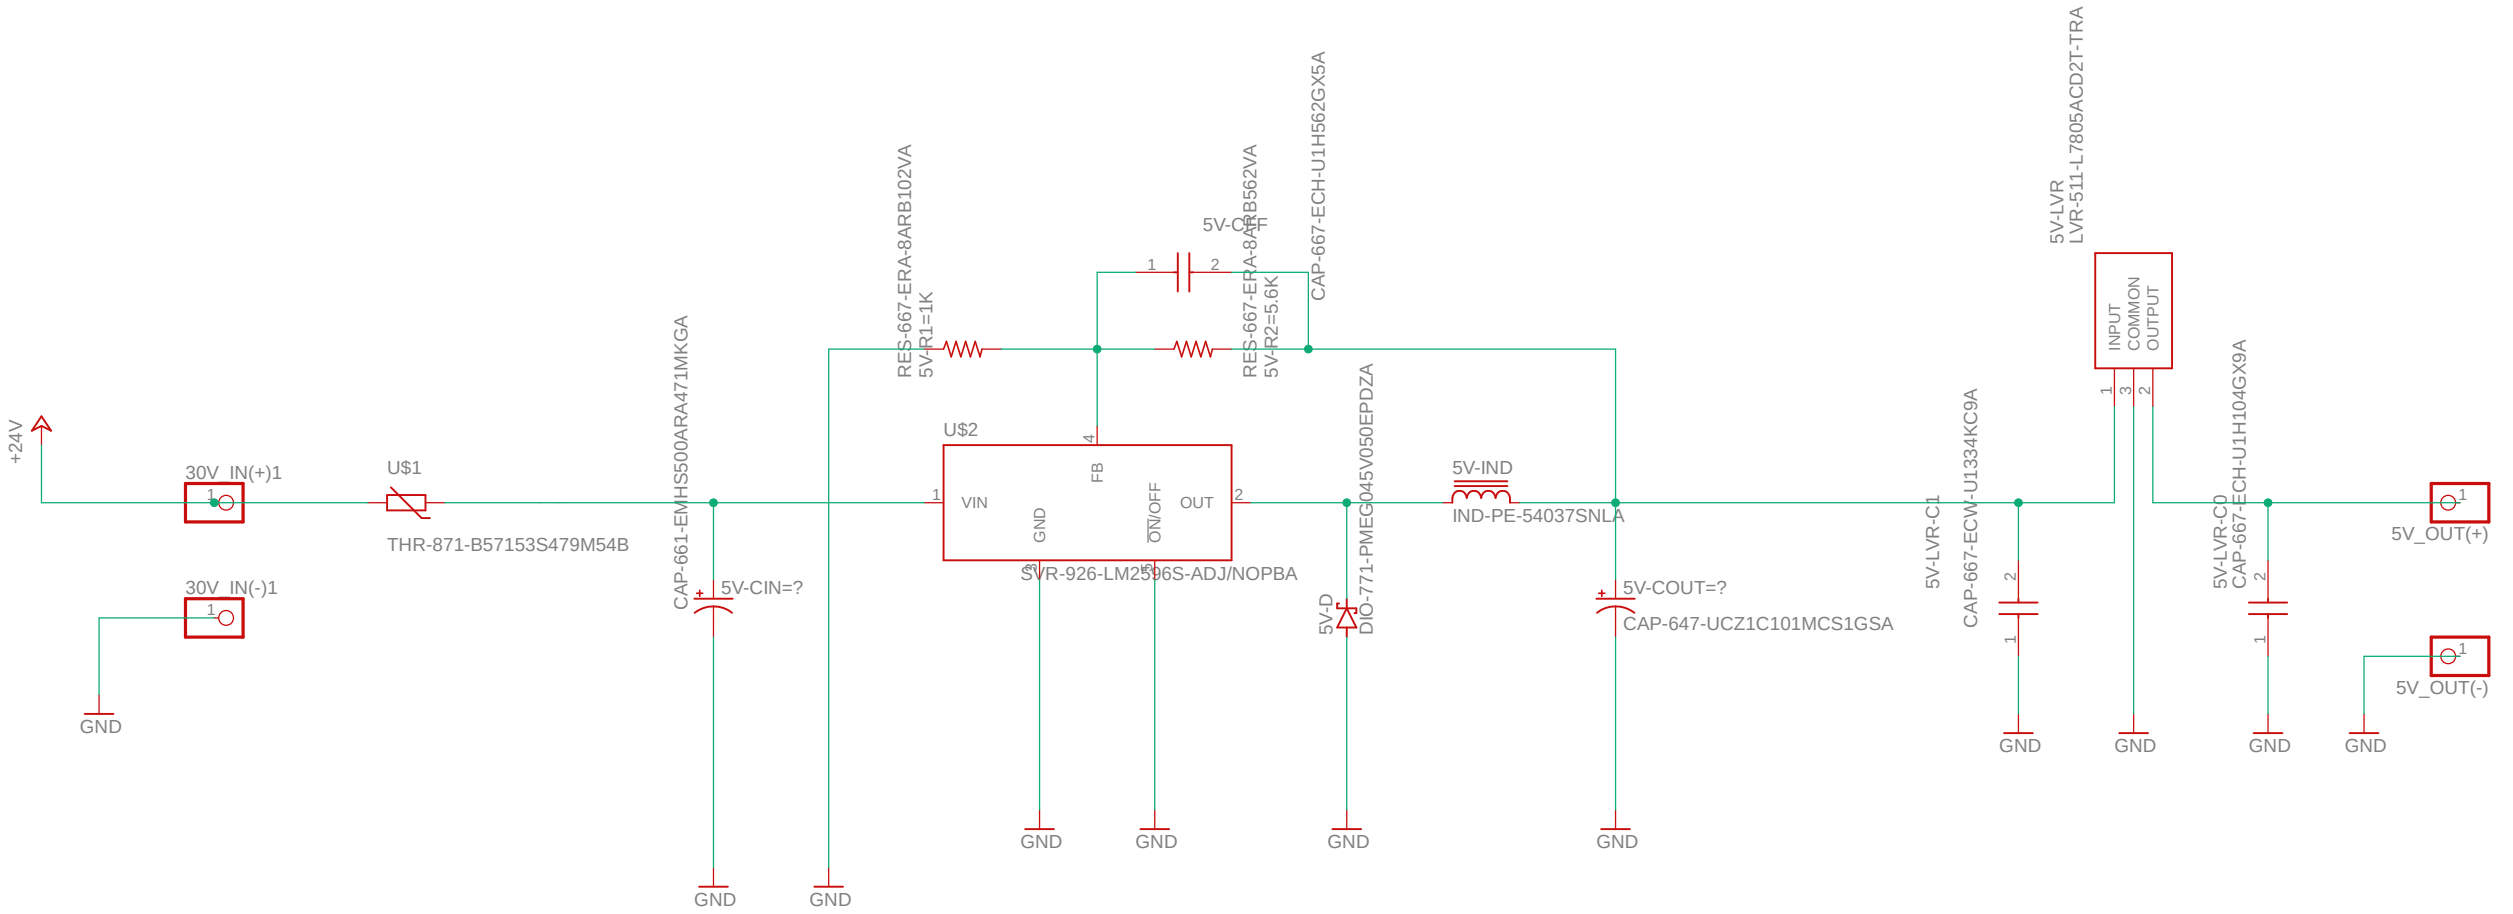 +24V
30V_IN(+)1
1
30V_IN(-)1
1
GND
U$1
THR-871-B57153S479M54B
CAP-661-EMHS500ARA471MKGA
5V-CIN=?
GND
GND
RES-667-ERA-8ARB102VA
5V-R1=1K
5V-CFF
1
2
RES-667-ERA-8ARB562VA
5V-R2=5.6K
CAP-667-ECH-U1H562GX5A
U$2
4
FB
1
VIN
GND
ON/OFF
OUT
2
3
5
SVR-926-LM2596S-ADJ/NOPBA
GND
GND
5V-D
DIO-771-PMEG045V050EPDZA
GND
5V-IND
IND-PE-54037SNLA
5V-COUT=?
CAP-647-UCZ1C101MCS1GSA
GND
5V-LVR-C1
CAP-667-ECW-U1334KC9A
2
1
GND
5V-LVR
LVR-511-L7805ACD2T-TRA
INPUT
COMMON
OUTPUT
1
3
2
GND
5V-LVR-C0
CAP-667-ECH-U1H104GX9A
2
1
GND
1
5V_OUT(+)
1
5V_OUT(-)
GND